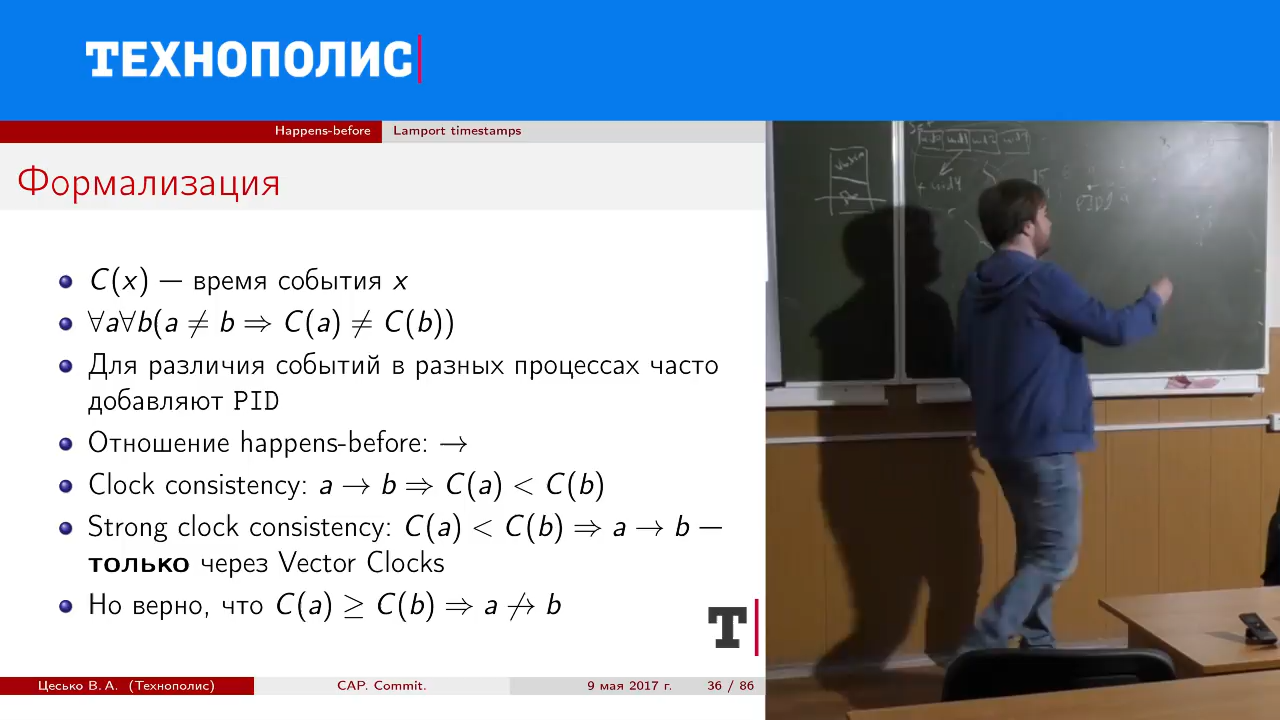 ТЕХНОПОЛИС
Happens-before Lamport timestamps
Формализация
C(x) — время события x
∀a∀b(a ≠ b ⇒ C(a) ≠ C(b))
Для различия событий в разных процессах часто
добавляют PID
Отношение happens-before: →
Clock consistency: a → b ⇒ C(a) < C(b)
Strong clock consistency: C(a) < C(b) ⇒ a → b —
только через Vector Clocks
Но верно, что C(a) ≥ C(b) ⇒ a ↛ b
Т
Цесько В. А. (Технополис) CAP. Commit. 9 мая 2017 г. 36 / 86